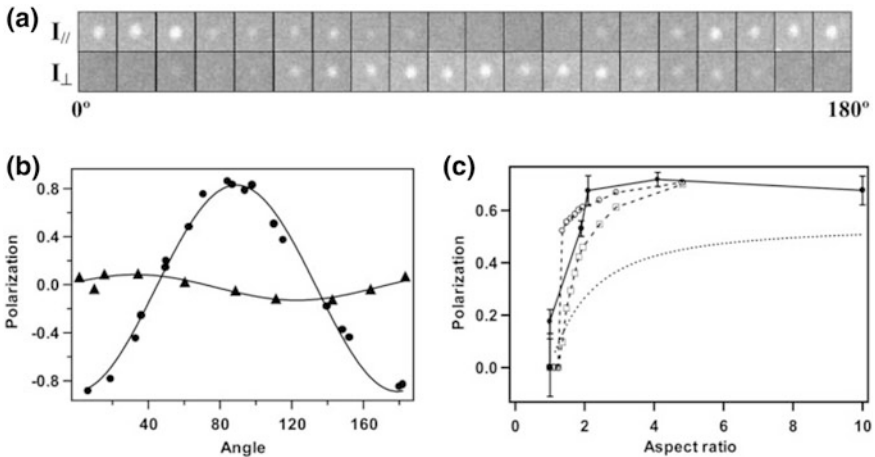 (a)
I//
I⊥
0º
180º
(b)
0.8
0.4
0.0
-0.4
-0.8
Polarization
40
80
120
160
Angle
(c)
0.6
0.4
0.2
0.0
Polarization
0
2
4
6
8
10
Aspect ratio